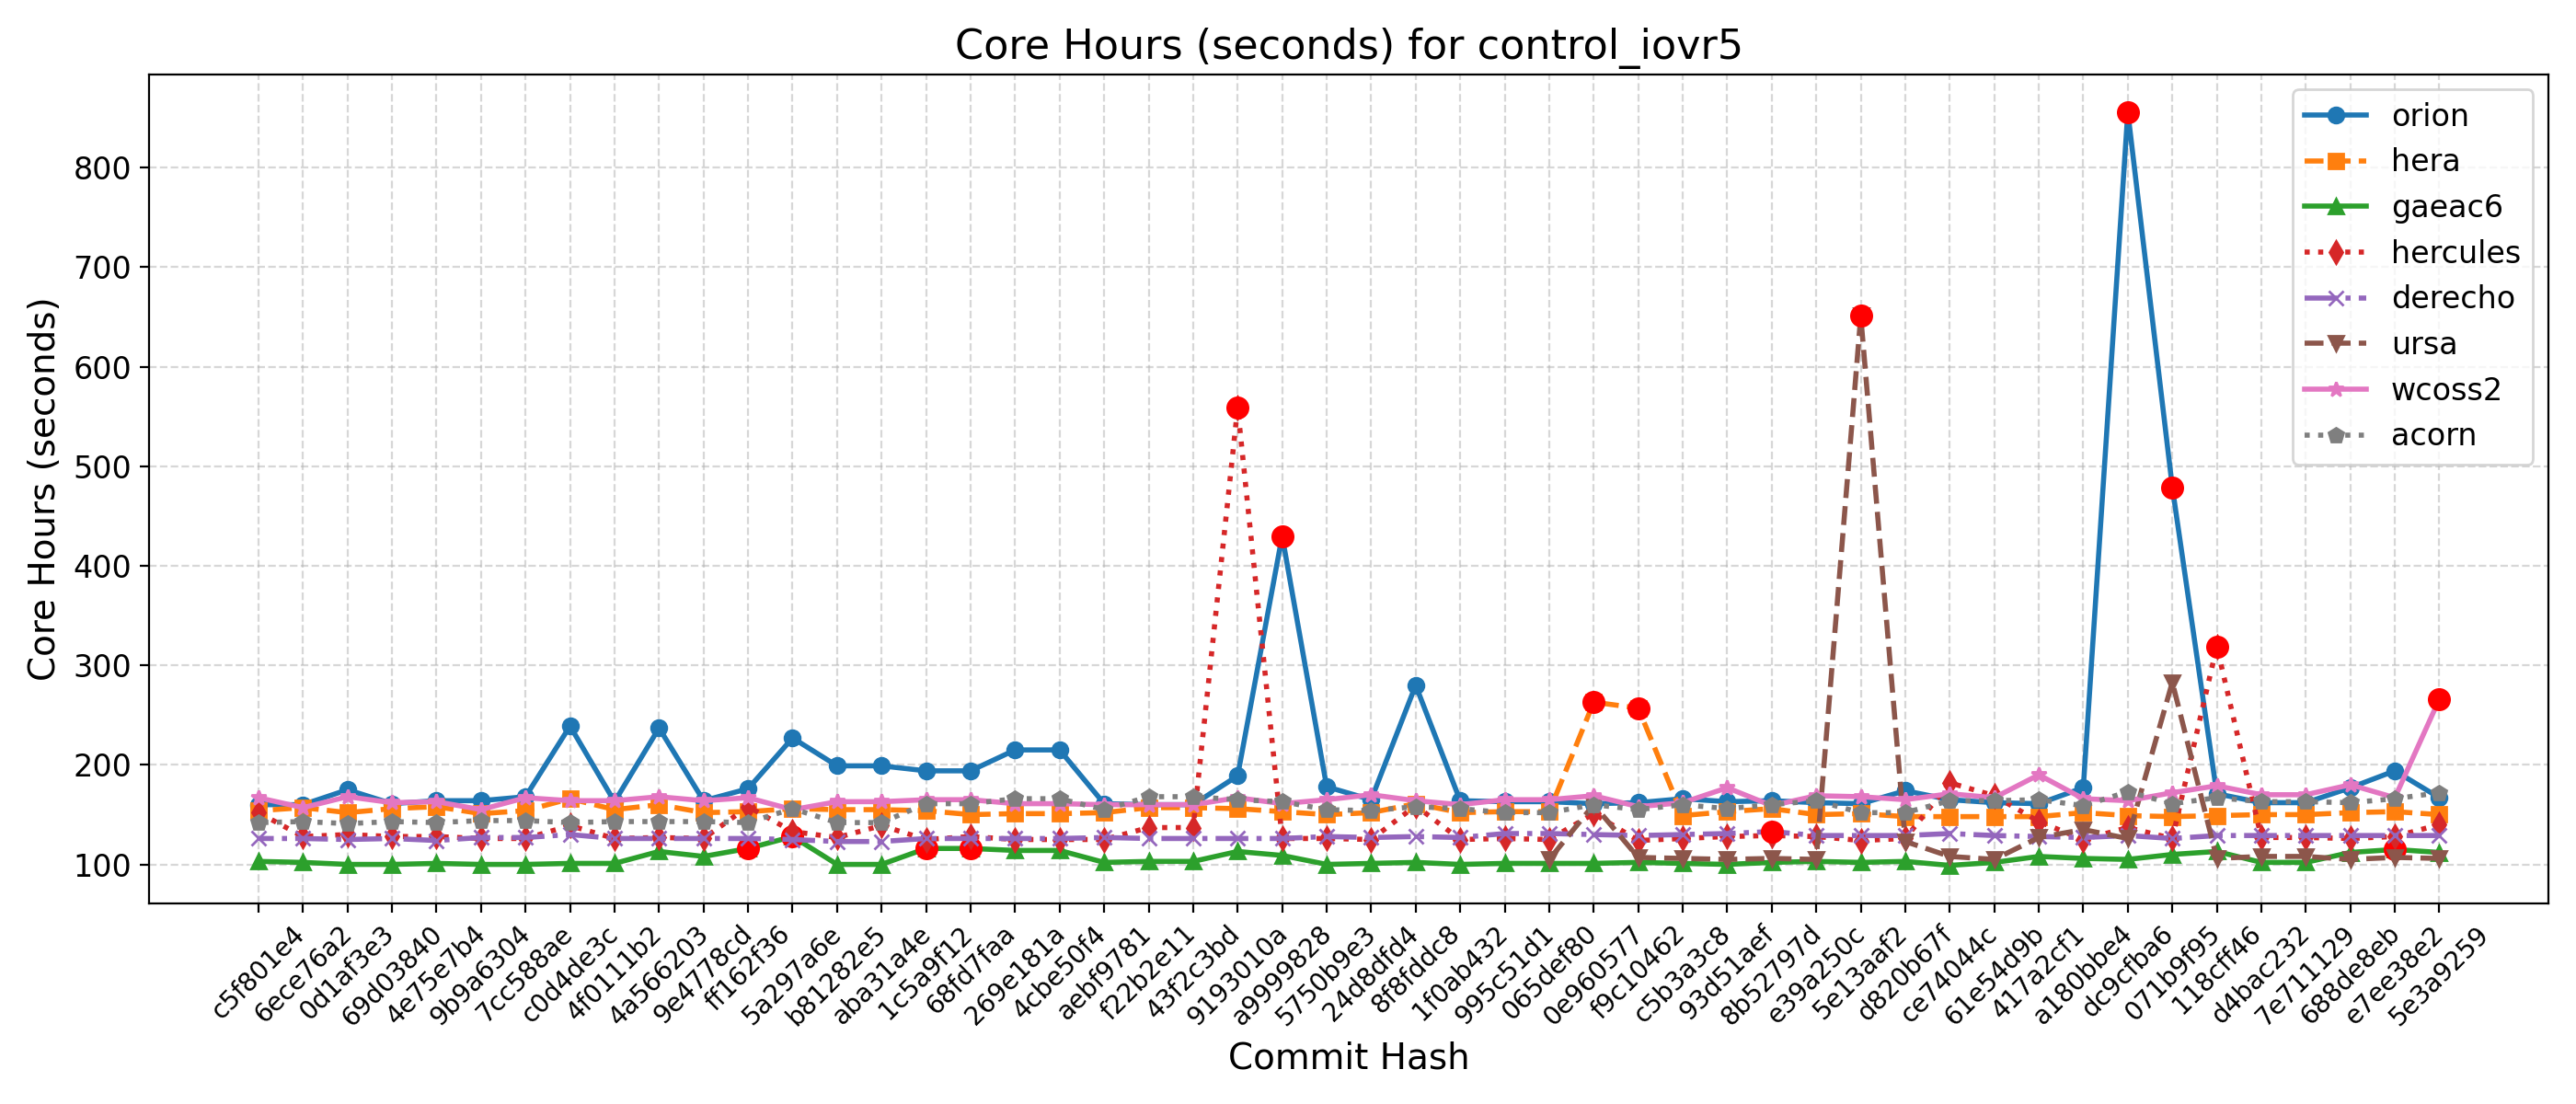 Core Hours (seconds) for control_iovr5
Core Hours (seconds)
800
700
600
500
400
300
200
100
orion
hera
gaeac6
hercules
derecho
ursa
wcoss2
acorn
c5f801e4
6ece76a2
0d1af3e3
69d03840
4e75e7b4
9b9a6304
7cc588ae
c0d4de3c
4f0111b2
4a566203
9e4778cd
ff162f36
5a297a6e
b81282e5
aba31a4e
1c5a9f12
68fd7faa
269e181a
4cbe50f4
aebf9781
f22b2e11
43f2c3bd
9193010a
a9999828
5750b9e3
24d8dfd4
8f8fddc8
1f0ab432
995c51d1
065def80
0e960577
f9c10462
c5b3a3c8
93d51aef
8b52797d
e39a250c
5e13aaf2
d820b67f
ce74044c
61e54d9b
417a2cf1
a180bbe4
dc9cfba6
071b9f95
118cff46
d4bac232
7e711129
688de8eb
e7ee38e2
5e3a9259
Commit Hash